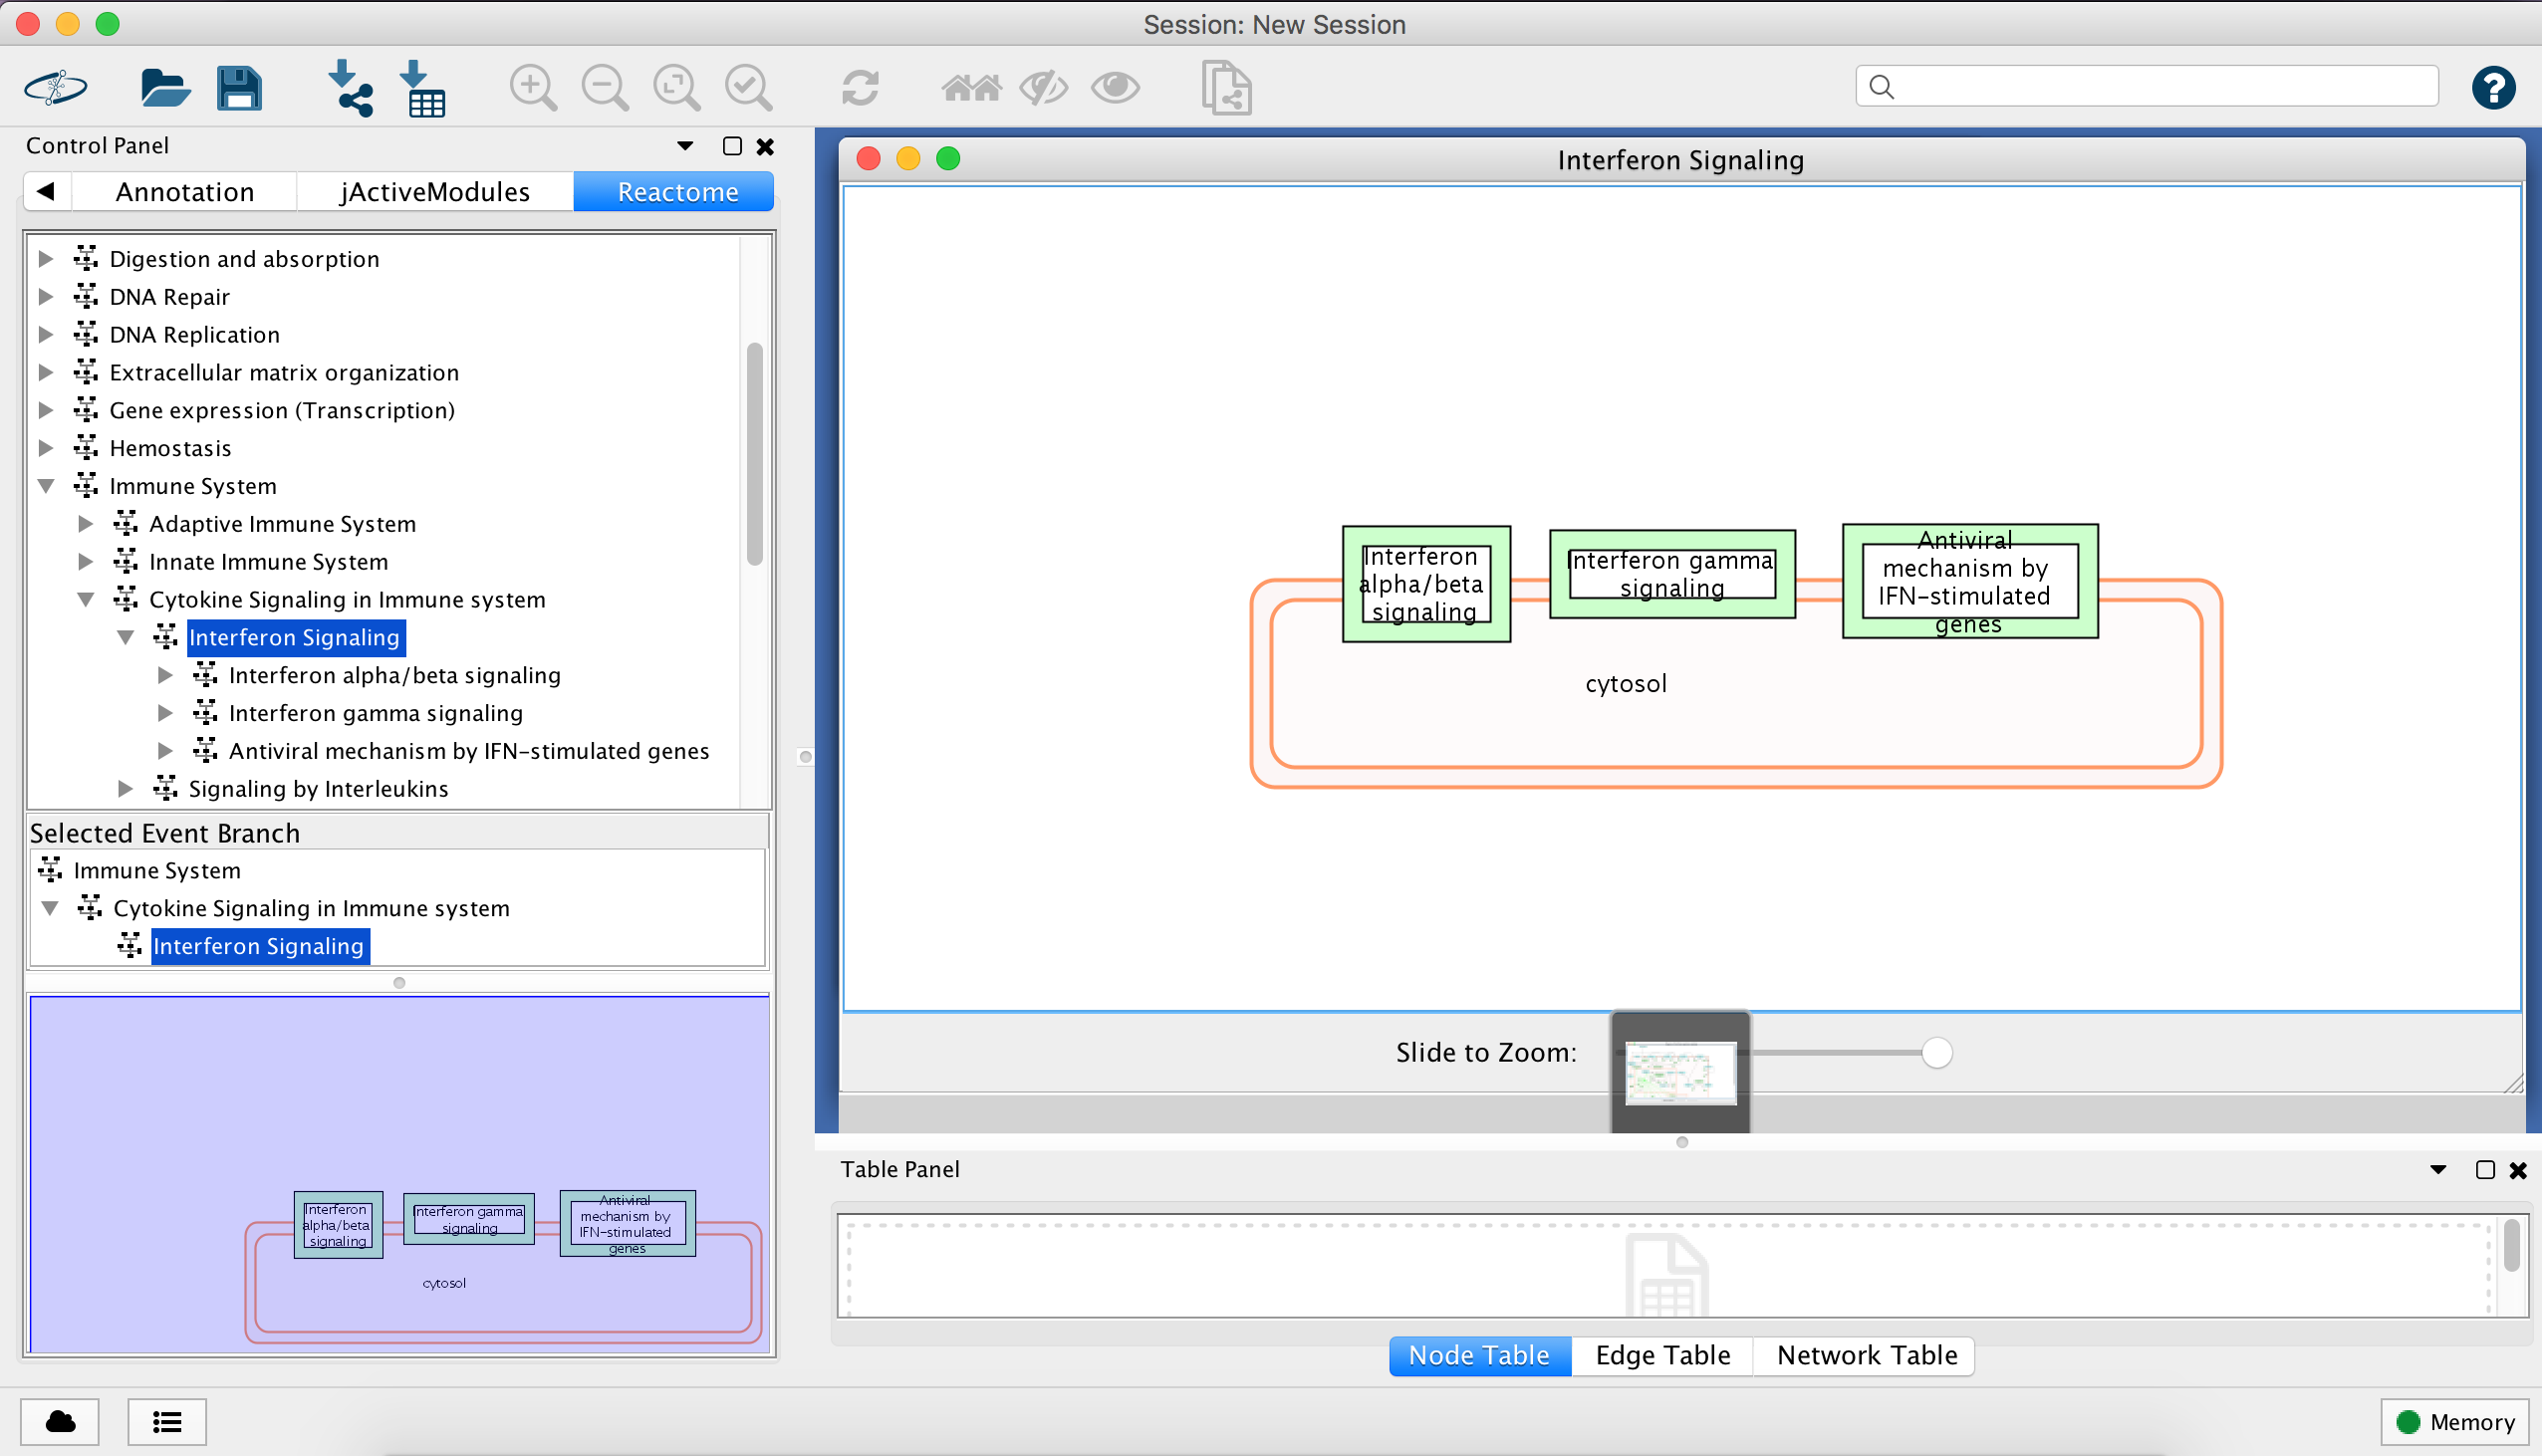 Session: New Session
?
Control Panel
Annotation
jActiveModules
Reactome
Digestion and absorption
DNA Repair
DNA Replication
Extracellular matrix organization
Gene expression (Transcription)
Hemostasis
Immune System
Adaptive Immune System
Innate Immune System
Cytokine Signaling in Immune system
Interferon Signaling
Interferon alpha/beta signaling
Interferon gamma signaling
Antiviral mechanism by IFN-stimulated genes
Signaling by Interleukins
Selected Event Branch
Immune System
Cytokine Signaling in Immune system
Interferon Signaling
Interferon
alpha/beta
signaling
Interferon gamma
signaling
Antiviral
mechanism by
IFN-stimulated
genes
cytosol
Interferon Signaling
Interferon
alpha/beta
signaling
Interferon gamma
signaling
Antiviral
mechanism by
IFN-stimulated
genes
cytosol
Slide to Zoom:
Table Panel
Node Table
Edge Table
Network Table
Memory